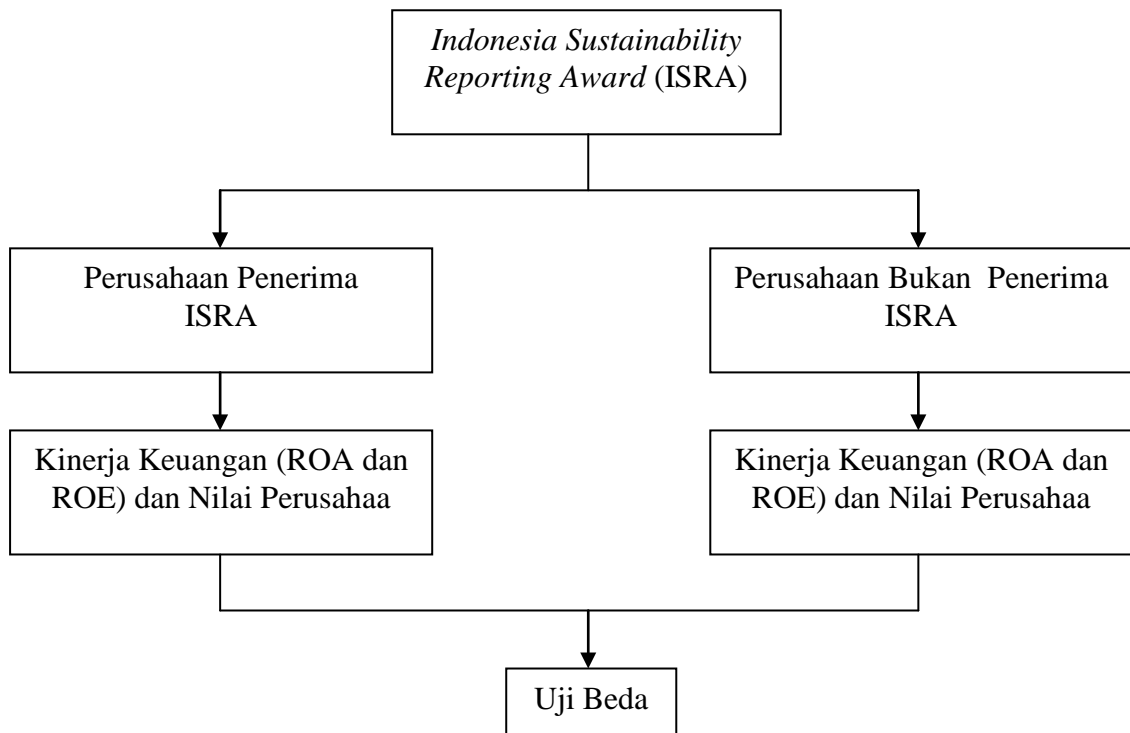 Indonesia Sustainability
Reporting Award (ISRA)
Perusahaan Penerima
ISRA
Perusahaan Bukan  Penerima
ISRA
Kinerja Keuangan (ROA dan
ROE) dan Nilai Perusahaa
Kinerja Keuangan (ROA dan
ROE) dan Nilai Perusahaa
Uji Beda